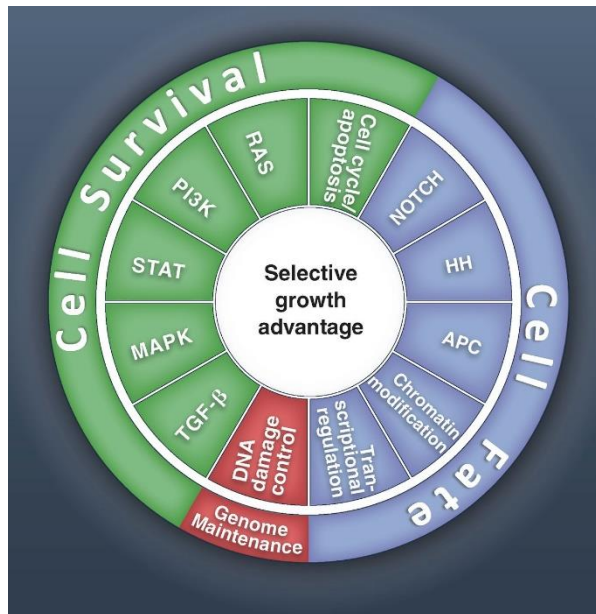 Cell Survival
Cell Fate
Genome
Maintenance
Cell cycle/
apoptosis
NOTCH
HH
APC
Chromatin
modification
Tran-
scriptional
regulation
DNA
damage
control
TGF-β
MAPK
STAT
PI3K
RAS
Selective
growth
advantage